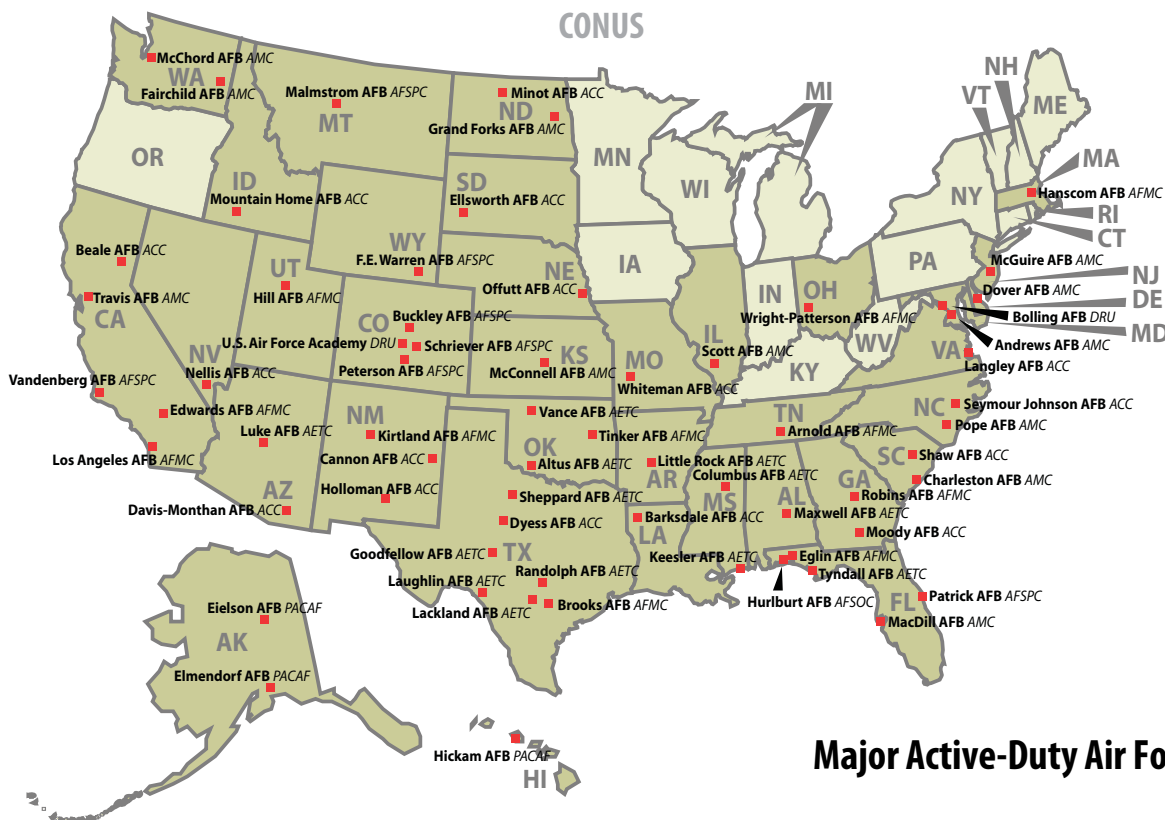 CONUS
McChord AFB AMC
WA
Fairchild AFB AMC
Malmstrom AFB AFSPC
MT
Minot AFB ACC
ND
Grand Forks AFB AMC
MN
MI
VT
NH
ME
OR
ID
Mountain Home AFB ACC
SD
Ellsworth AFB ACC
WI
NY
MA
Hanscom AFB AFMC
RI
CT
Beale AFB ACC
WY
F.E. Warren AFB AFSPC
UT
Hill AFB AFMC
NE
Offutt AFB ACC
IA
PA
McGuire AFB AMC
NJ
Travis AFB AMC
CA
NV
Nellis AFB ACC
Buckley AFB AFSPC
CO
U.S. Air Force Academy DRU
Schriever AFB AFSPC
Peterson AFB AFSPC
KS
McConnell AFB AMC
MO
Whiteman AFB ACC
IL
Scott AFB AMC
IN
OH
Wright-Patterson AFB AFMC
WV
KY
Dover AFB AMC
DE
Bolling AFB DRU
MD
Andrews AFB AMC
VA
Langley AFB ACC
Vandenberg AFB AFSPC
Edwards AFB AFMC
Los Angeles AFB AFMC
Luke AFB AETC
AZ
Davis-Monthan AFB ACC
NM
Kirtland AFB AFMC
Cannon AFB ACC
Holloman AFB ACC
Vance AFB AETC
OK
Tinker AFB AFMC
Altus AFB AETC
Little Rock AFB AETC
AR
TN
Arnold AFB AFMC
NC
Seymour Johnson AFB ACC
Pope AFB AMC
SC
Shaw AFB ACC
Charleston AFB AMC
Columbus AFB AETC
MS
AL
Maxwell AFB AETC
GA
Robins AFB AFMC
Moody AFB ACC
Sheppard AFB AETC
Dyess AFB ACC
Goodfellow AFB AETC
TX
Laughlin AFB AETC
Randolph AFB AETC
Lackland AFB AETC
Brooks AFB AFMC
Barksdale AFB ACC
LA
Keesler AFB AETC
Eglin AFB AFMC
Tyndall AFB AETC
Hurlburt AFB AFSOC
FL
Patrick AFB AFSPC
MacDill AFB AMC
Eielson AFB PACAF
AK
Elmendorf AFB PACAF
Hickam AFB PACAF
HI
Major Active-Duty Air Fo